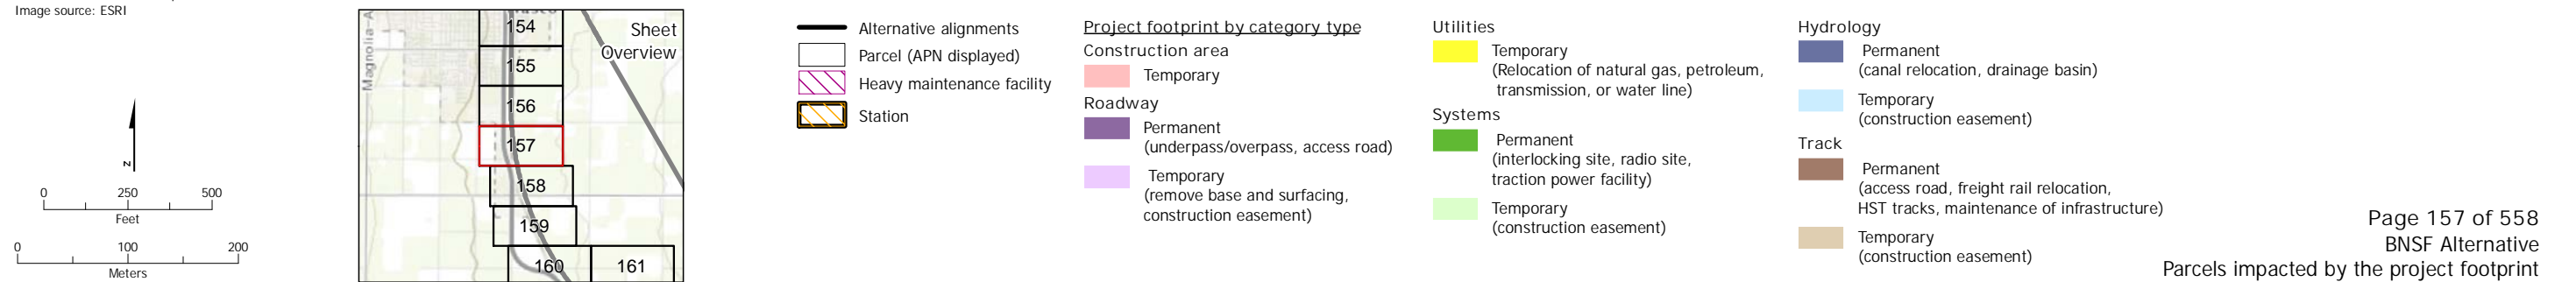 Image source: ESRI
N
0 250 500
Feet
0 100 200
Meters
Magnolia-A
Sheet
Overview
154
155
156
157
158
159
160
161
Alternative alignments
Parcel (APN displayed)
Heavy maintenance facility
Station
Project footprint by category type
Construction area
Temporary
Roadway
Permanent
(underpass/overpass, access road)
Temporary
(remove base and surfacing,
construction easement)
Utilities
Temporary
(Relocation of natural gas, petroleum,
transmission, or water line)
Systems
Permanent
(interlocking site, radio site,
traction power facility)
Temporary
(construction easement)
Hydrology
Permanent
(canal relocation, drainage basin)
Temporary
(construction easement)
Track
Permanent
(access road, freight rail relocation,
HST tracks, maintenance of infrastructure)
Temporary
(construction easement)
Page 157 of 558
BNSF Alternative
Parcels impacted by the project footprint